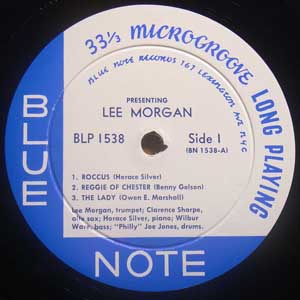 33⅓ MICROGROOVE LONG PLAYING
BLUE NOTE RECORDS 767 LEXINGTON AVE NYC
PRESENTING
LEE MORGAN
BLP 1538 Side 1
(BN 1538-A)
1. ROCCUS (Horace Silver)
2. REGGIE OF CHESTER (Benny Golson)
3. THE LADY (Owen E. Marshall)
Lee Morgan, trumpet; Clarence Sharpe,
alto sax; Horace Silver, piano; Wilbur
Ware, bass; "Philly" Joe Jones, drums.
BLUE
NOTE